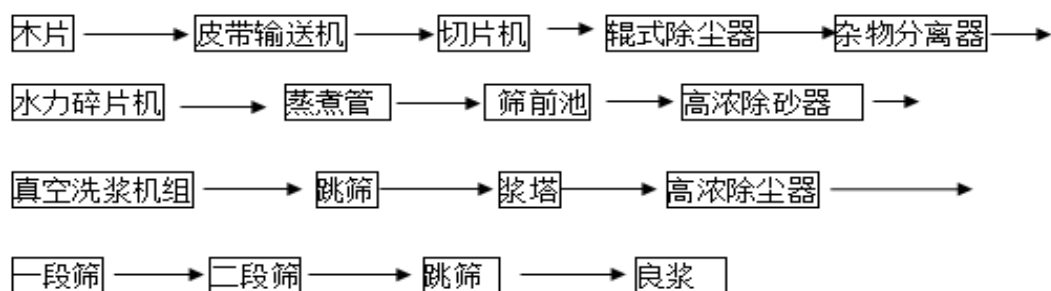 木片 皮带输送机 切片机 辊式除尘器 杂物分离器
水力碎片机 蒸煮管 筛前池 高浓除砂器
真空洗浆机组 跳筛 浆塔 高浓除尘器
一段筛 二段筛 跳筛 良浆